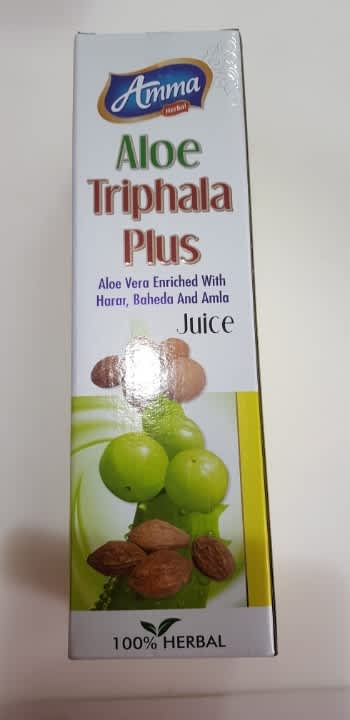 Amma
Herbal
Aloe
Triphala
Plus
Aloe Vera Enriched With
Harar, Baheda And Amla
Juice
100% HERBAL